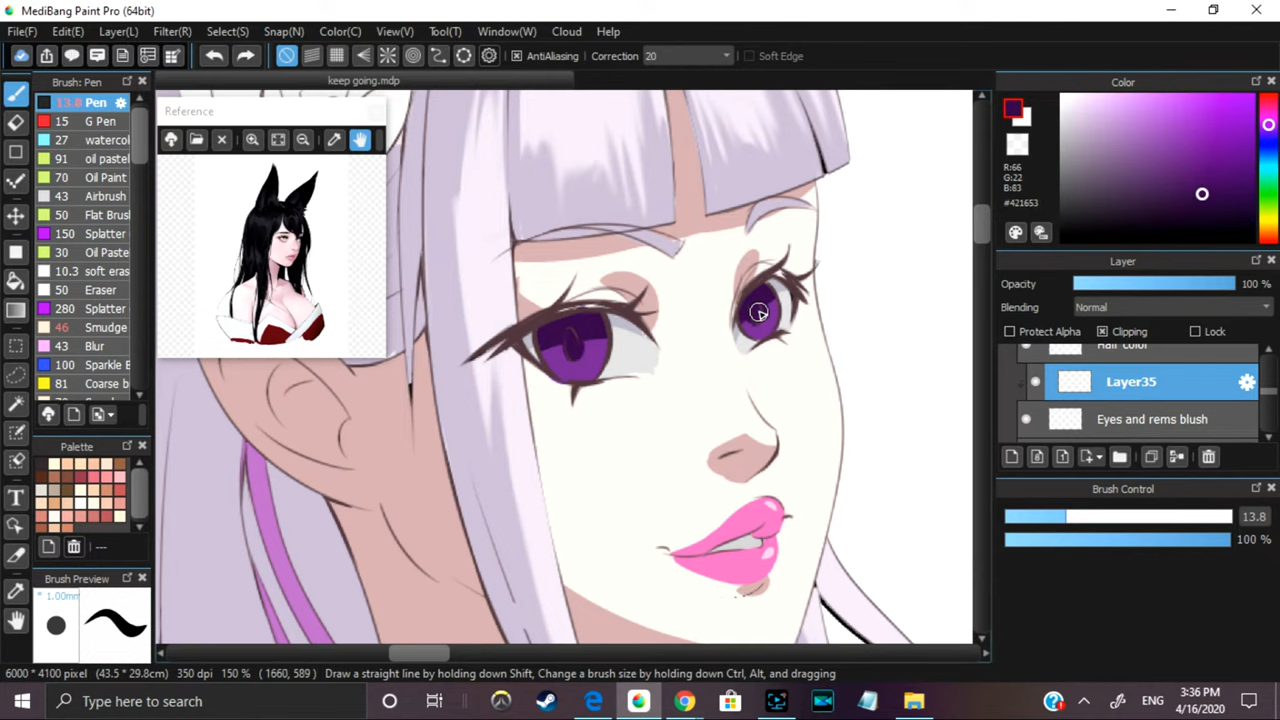 MediBang Paint Pro (64bit)
File(F) Edit(E) Layer(L) Filter(R) Select(S) Snap(N) Color(C) View(V) Tool(T) Window(W) Cloud Help
AntiAliasing Correction 20 Soft Edge
Brush: Pen
keep going.mdp
Color
13.8 Pen
15 G Pen
27 waterco
91 oil pastel
70 Oil Paint
43 Airbrush
50 Flat Brus
150 Splatter
30 Oil Paste
10.3 soft eras
50 Eraser
280 Splatter
46 Smudge
43 Blur
100 Sparkle B
81 Coarse b
Reference
R:66
G:22
B:83
#421653
Layer
Opacity 100 %
Blending Normal
Protect Alpha Clipping Lock
Hair color
Layer35
Eyes and rems blush
Palette
---
Brush Control
13.8
100 %
Brush Preview
* 1.00mm
6000 * 4100 pixel (43.5 * 29.8cm) 350 dpi 150 % ( 1660, 589 ) Draw a straight line by holding down Shift, Change a brush size by holding down Ctrl, Alt, and dragging
Type here to search
ENG
3:36 PM
4/16/2020